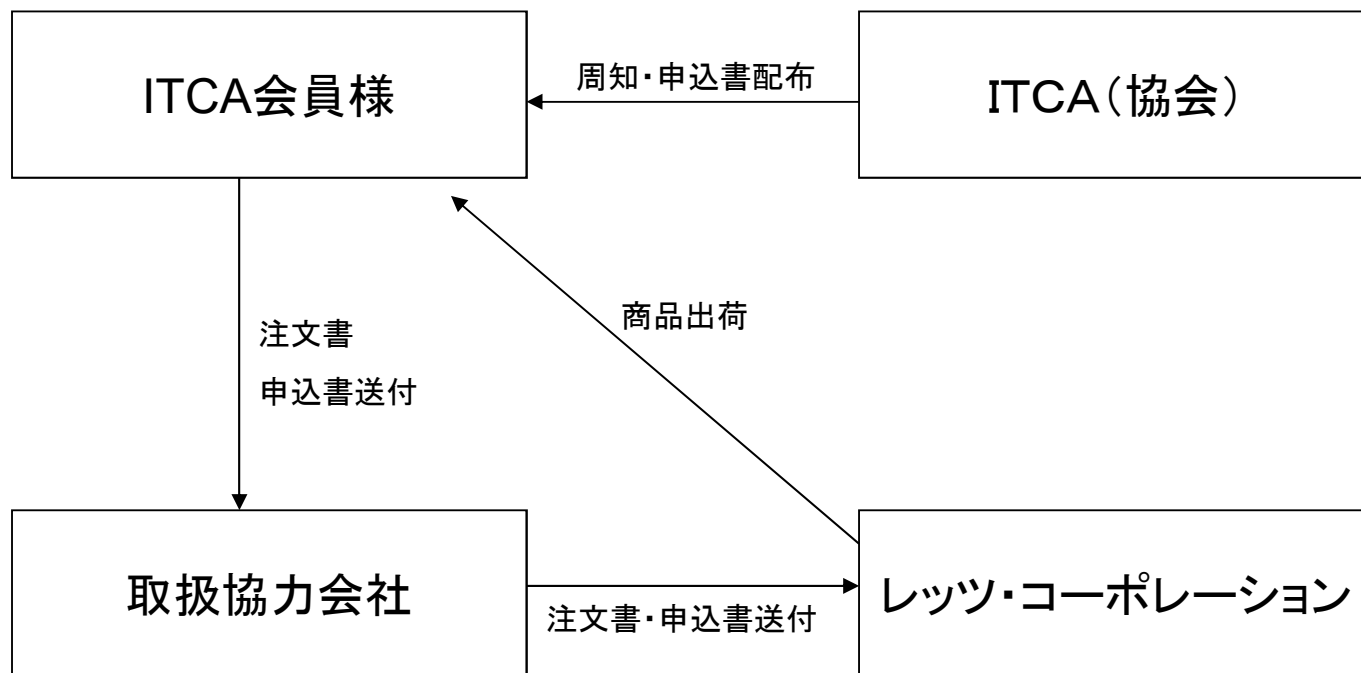 ITCA会員様
周知・申込書配布
ＩＴＣＡ（協会）
商品出荷
注文書
申込書送付
取扱協力会社
注文書・申込書送付
レッツ・コーポレーション